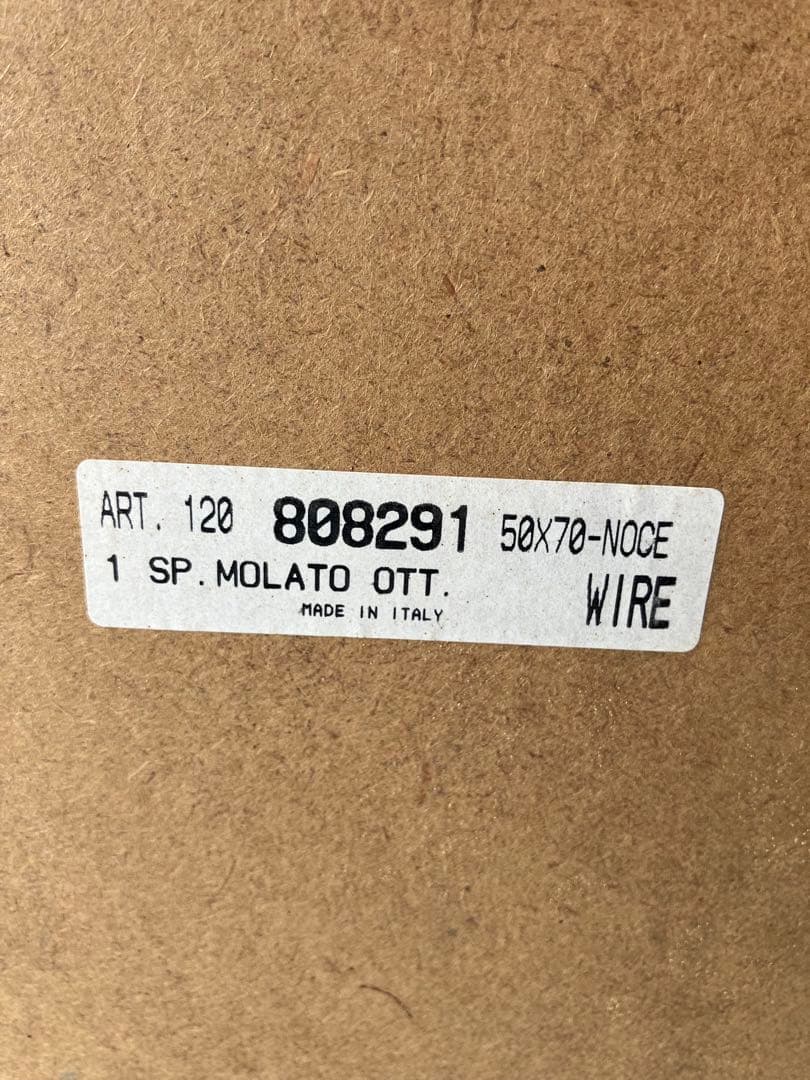 ART. 120 808291 50X70-NOCE
1 SP. MOLATO OTT. WIRE
MADE IN ITALY